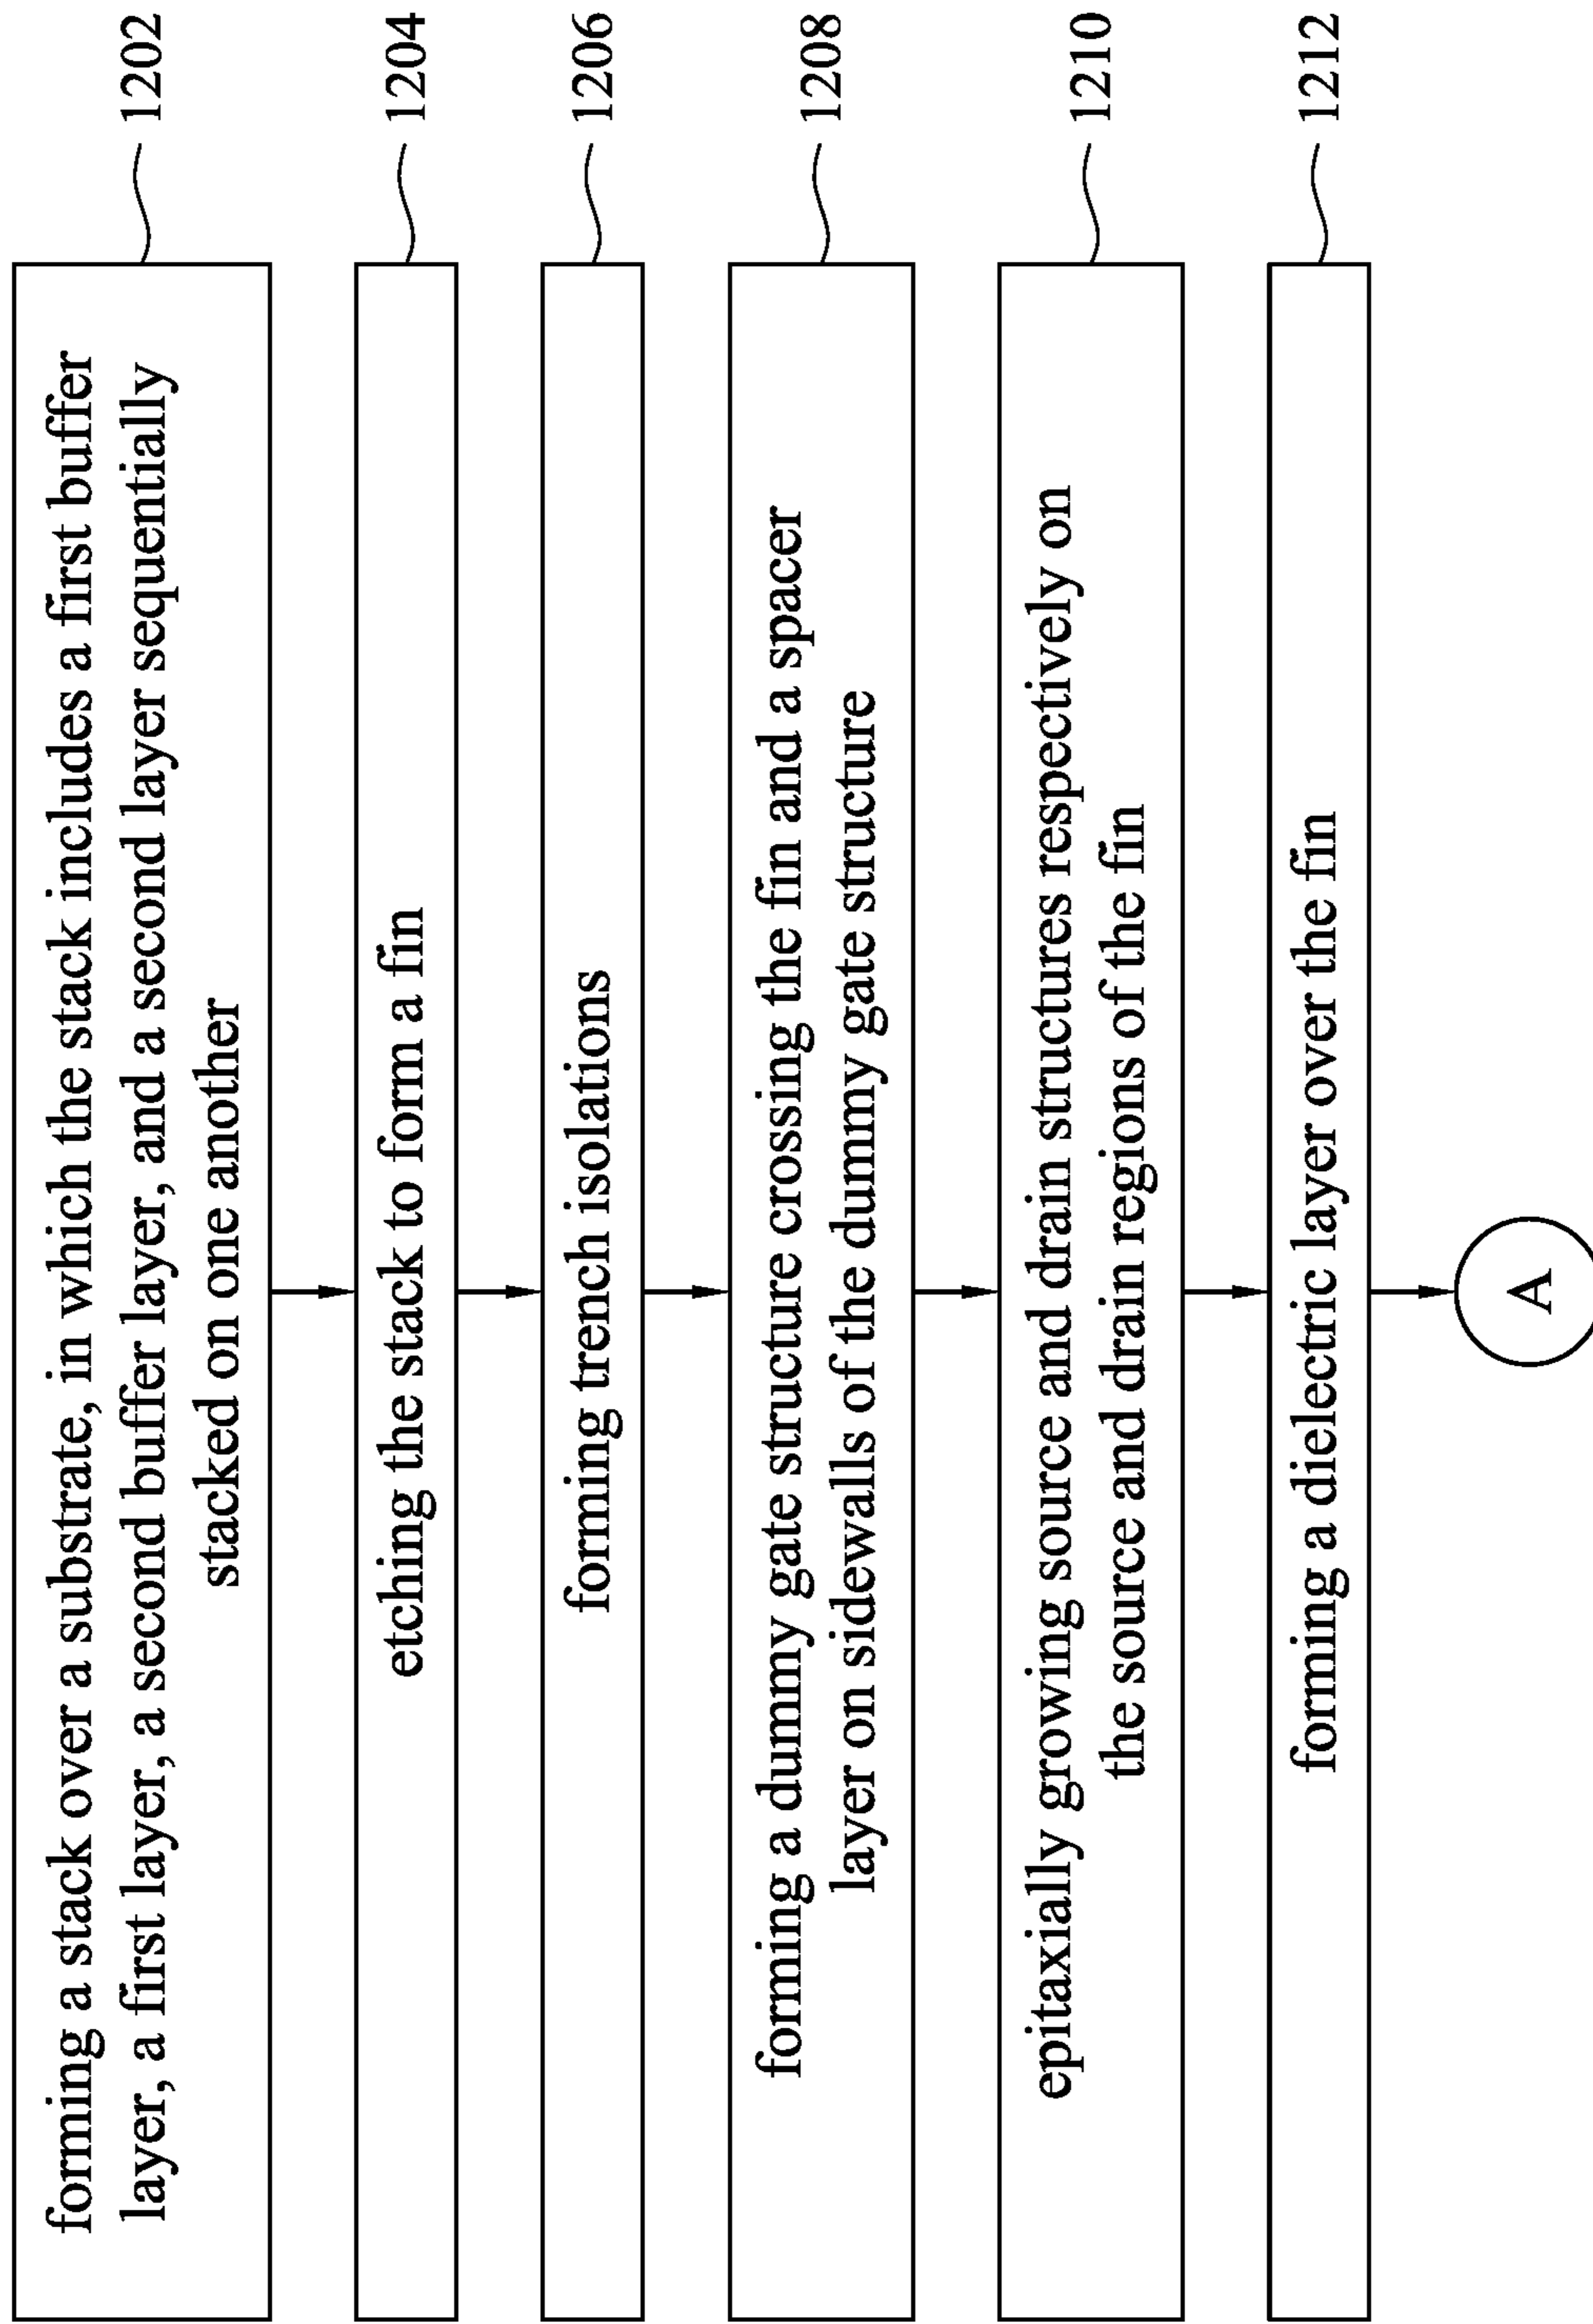 forming a stack over a substrate, in which the stack includes a first buffer
layer, a first layer, a second buffer layer, and a second layer sequentially
stacked on one another
1202
etching the stack to form a fin
1204
forming trench isolations
1206
forming a dummy gate structure crossing the fin and a spacer
layer on sidewalls of the dummy gate structure
1208
epitaxially growing source and drain structures respectively on
the source and drain regions of the fin
1210
forming a dielectric layer over the fin
1212
A